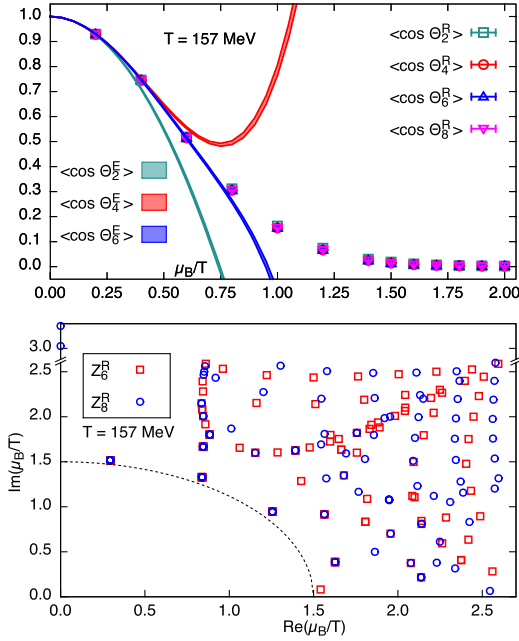 1.0
0.9
0.8
0.7
0.6
0.5
0.4
0.3
0.2
0.1
0.0
T = 157 MeV
<cos Θ₂ᴿ>
<cos Θ₄ᴿ>
<cos Θ₆ᴿ>
<cos Θ₈ᴿ>
<cos Θ₂ᴱ>
<cos Θ₄ᴱ>
<cos Θ₆ᴱ>
μB/T
0.00 0.25 0.50 0.75 1.00 1.25 1.50 1.75 2.00
3.0
2.5
2.0
1.5
1.0
0.5
0.0
Im(μB/T)
Z₆ᴿ
Z₈ᴿ
T = 157 MeV
0.0 0.5 1.0 1.5 2.0 2.5
Re(μB/T)